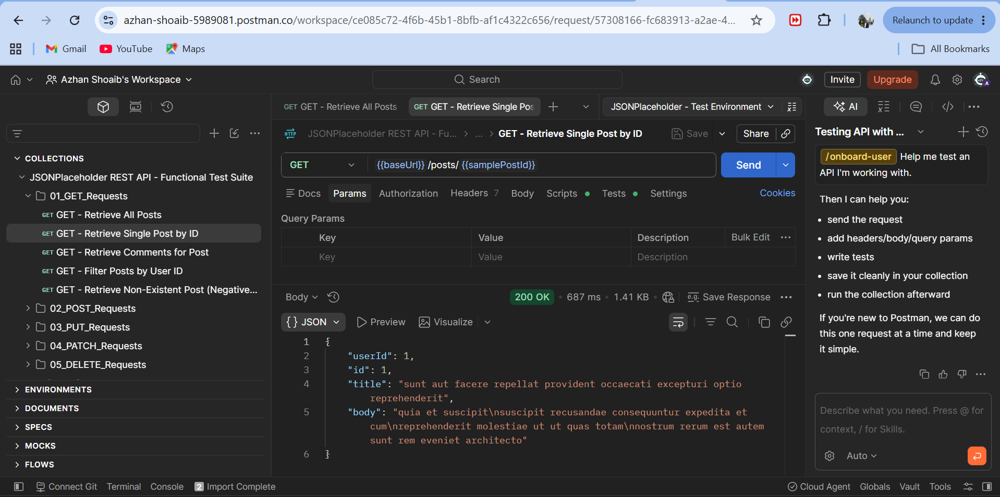 azhan-shoaib-5989081.postman.co/workspace/ce085c72-4f6b-45b1-8bfb-af1c4322c656/request/57308166-fc683913-a2ae-4...
Relaunch to update
Gmail
YouTube
Maps
All Bookmarks
Azhan Shoaib's Workspace
Search
Invite
Upgrade
A
COLLECTIONS
JSONPlaceholder REST API - Functional Test Suite
01_GET_Requests
GET GET - Retrieve All Posts
GET GET - Retrieve Single Post by ID
GET GET - Retrieve Comments for Post
GET GET - Filter Posts by User ID
GET GET - Retrieve Non-Existent Post (Negative...
02_POST_Requests
03_PUT_Requests
04_PATCH_Requests
05_DELETE_Requests
ENVIRONMENTS
DOCUMENTS
SPECS
MOCKS
FLOWS
GET GET - Retrieve All Posts
GET GET - Retrieve Single Pos
JSONPlaceholder - Test Environment
HTTP JSONPlaceholder REST API - Fu... > ... > GET - Retrieve Single Post by ID
Save
Share
GET
{{baseUrl}} /posts/ {{samplePostId}}
Send
Docs
Params
Authorization
Headers 7
Body
Scripts
Tests
Settings
Cookies
Query Params
Key Value Description Bulk Edit
Key Value Description
Body
200 OK • 687 ms • 1.41 KB
e.g. Save Response
{} JSON
Preview
Visualize
1 {
2 "userId": 1,
3 "id": 1,
4 "title": "sunt aut facere repellat provident occaecati excepturi optio
reprehenderit",
5 "body": "quia et suscipit\nsuscipit recusandae consequuntur expedita et
cum\nreprehenderit molestiae ut ut quas totam\nnostrum rerum est autem
sunt rem eveniet architecto"
6 }
AI
Testing API with ...
/onboard-user Help me test an
API I'm working with.
Then I can help you:
• send the request
• add headers/body/query params
• write tests
• save it cleanly in your collection
• run the collection afterward
If you're new to Postman, we can do
this one request at a time and keep
it simple.
Describe what you need. Press @ for
context, / for Skills.
Auto
Connect Git
Terminal
Console
2 Import Complete
Cloud Agent
Globals
Vault
Tools